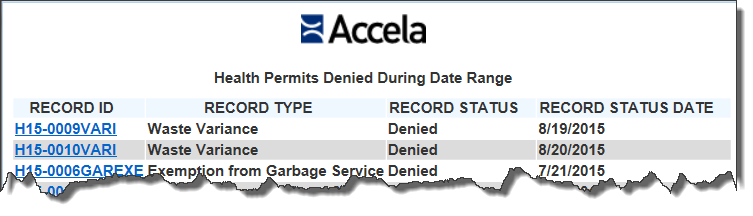 Accela
Health Permits Denied During Date Range
RECORD ID RECORD TYPE RECORD STATUS RECORD STATUS DATE
H15-0009VARI Waste Variance Denied 8/19/2015
H15-0010VARI Waste Variance Denied 8/20/2015
H15-0006GAREXE Exemption from Garbage Service Denied 7/21/2015